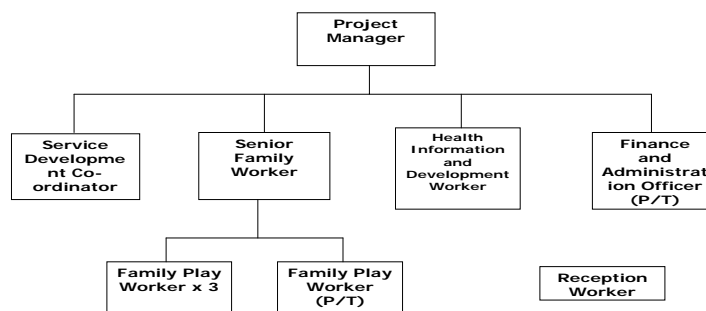 Project
Manager
Service
Developme
nt Co-
ordinator
Senior
Family
Worker
Health
Information
and
Development
Worker
Finance
and
Administrat
ion Officer
(P/T)
Family Play
Worker x 3
Family Play
Worker
(P/T)
Reception
Worker